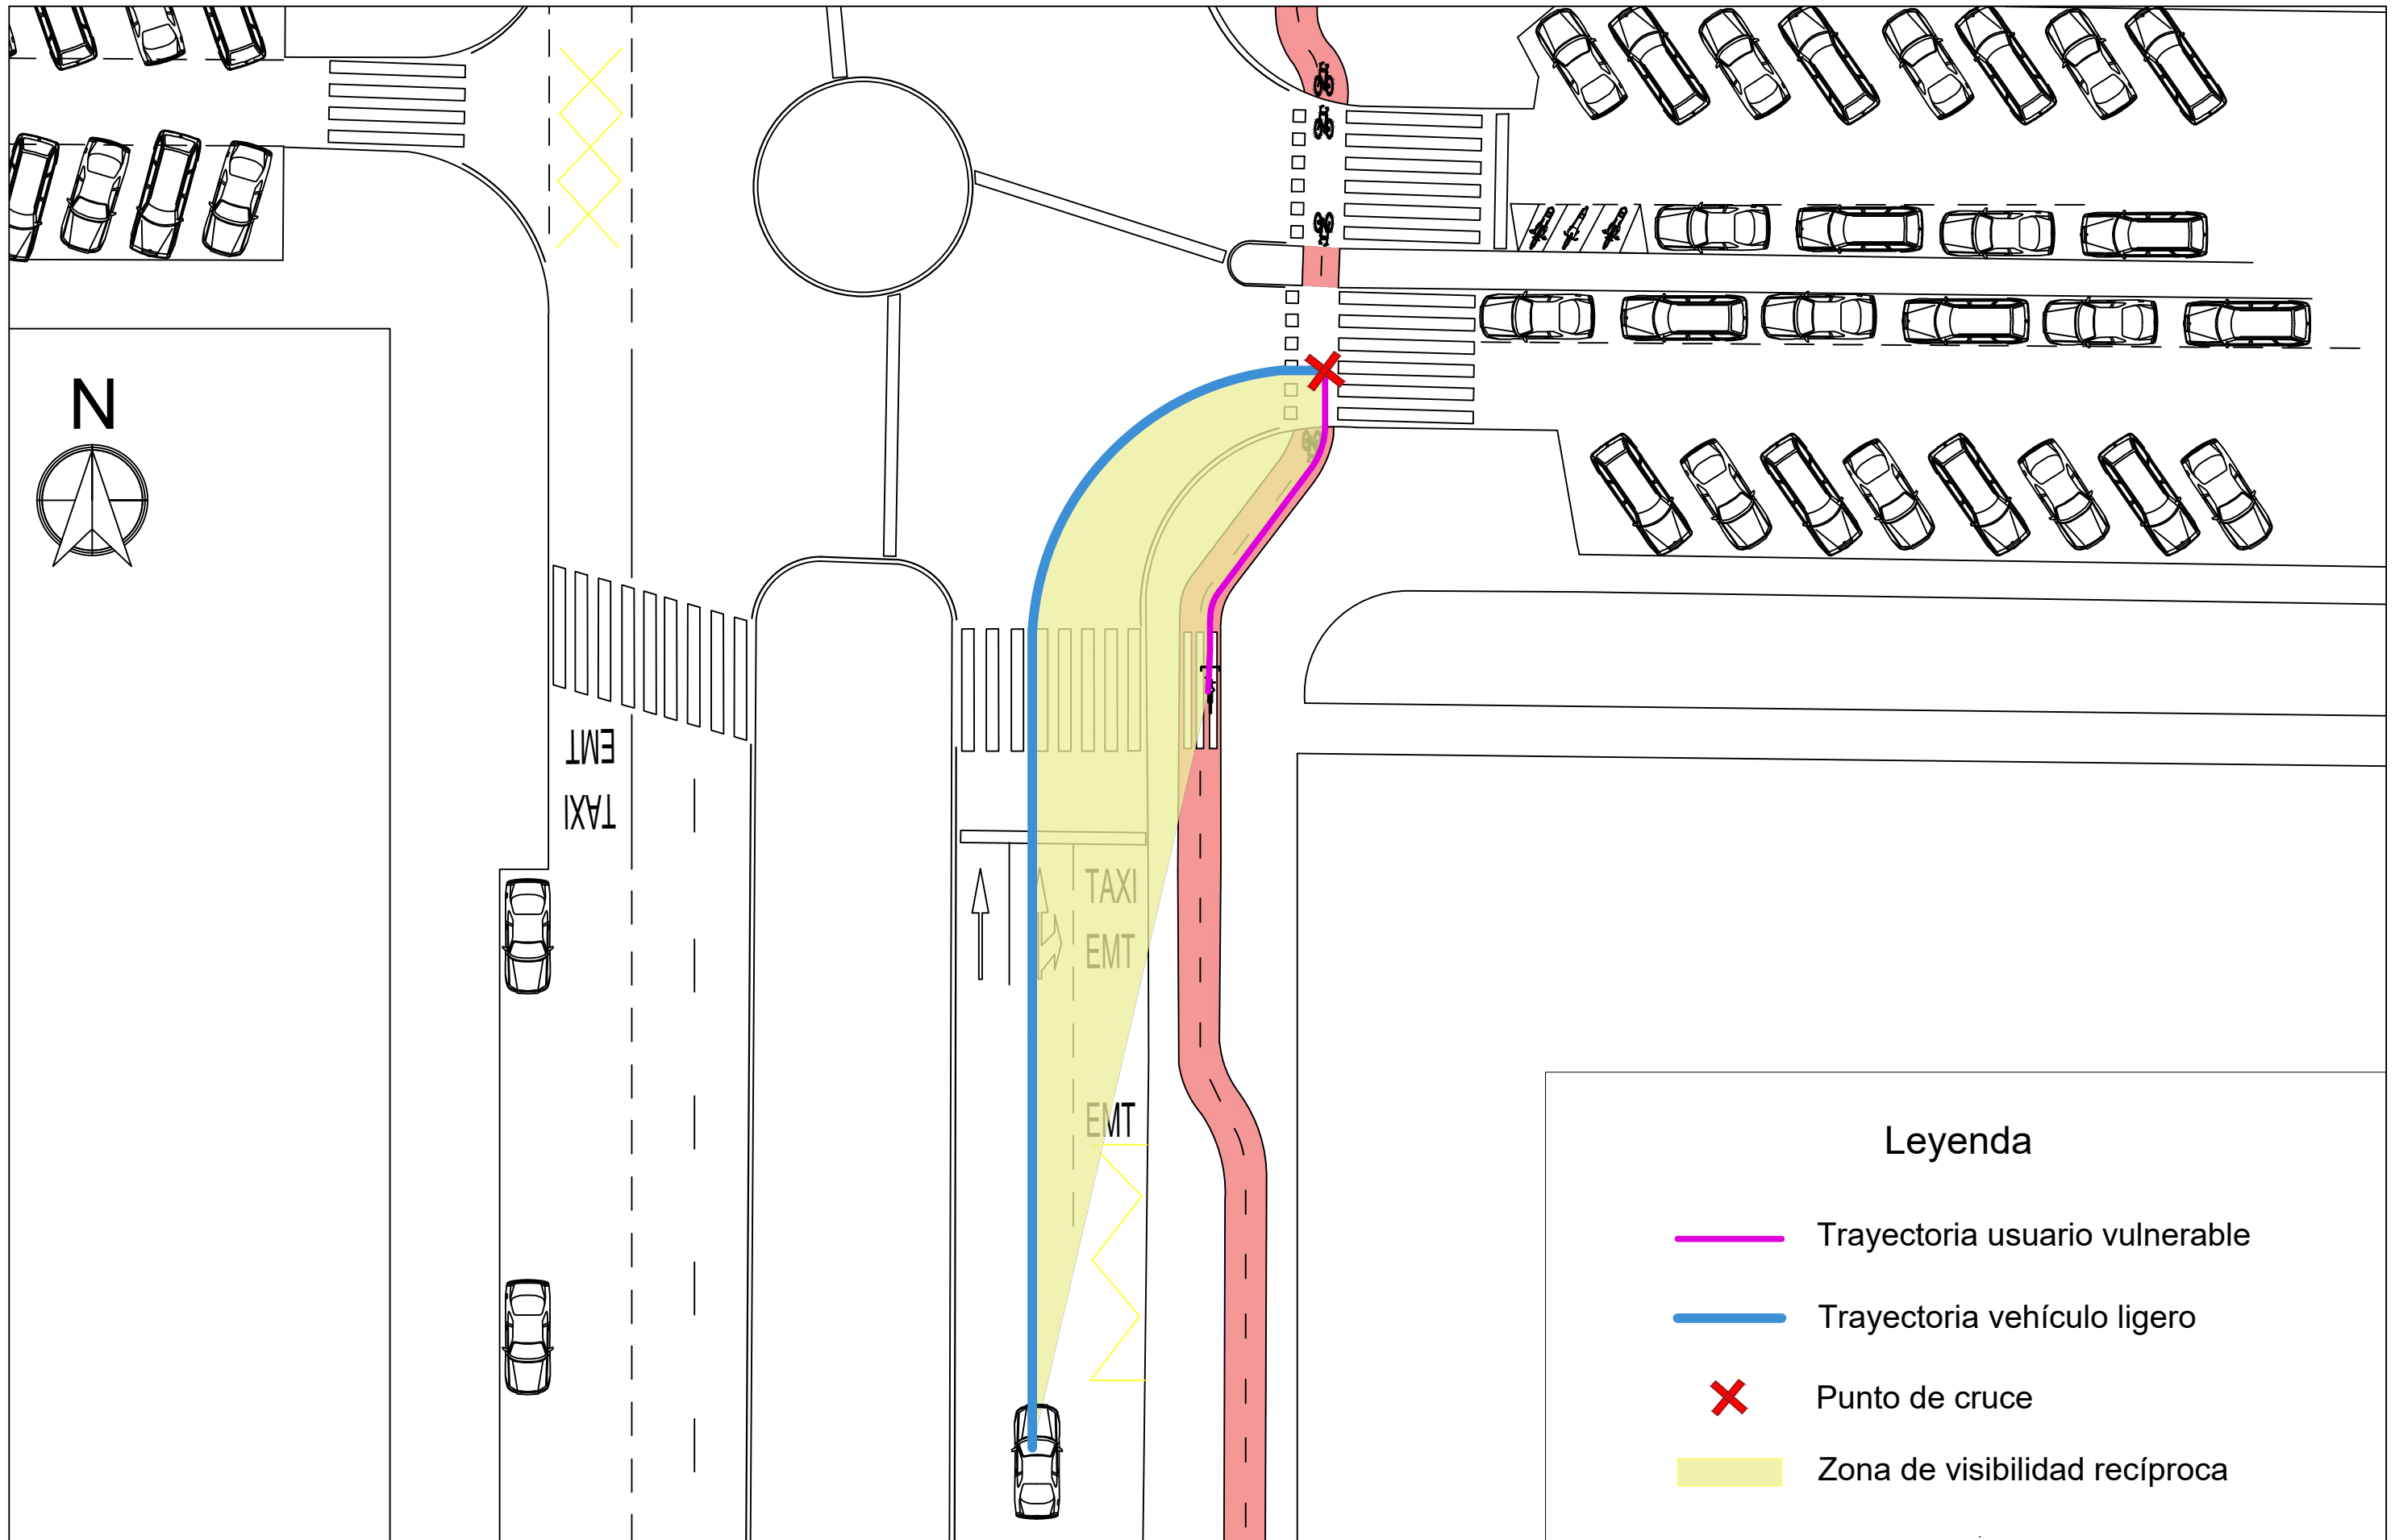 N
EMT
TAXI
TAXI
EMT
EMT
Leyenda
Trayectoria usuario vulnerable
Trayectoria vehículo ligero
Punto de cruce
Zona de visibilidad recíproca